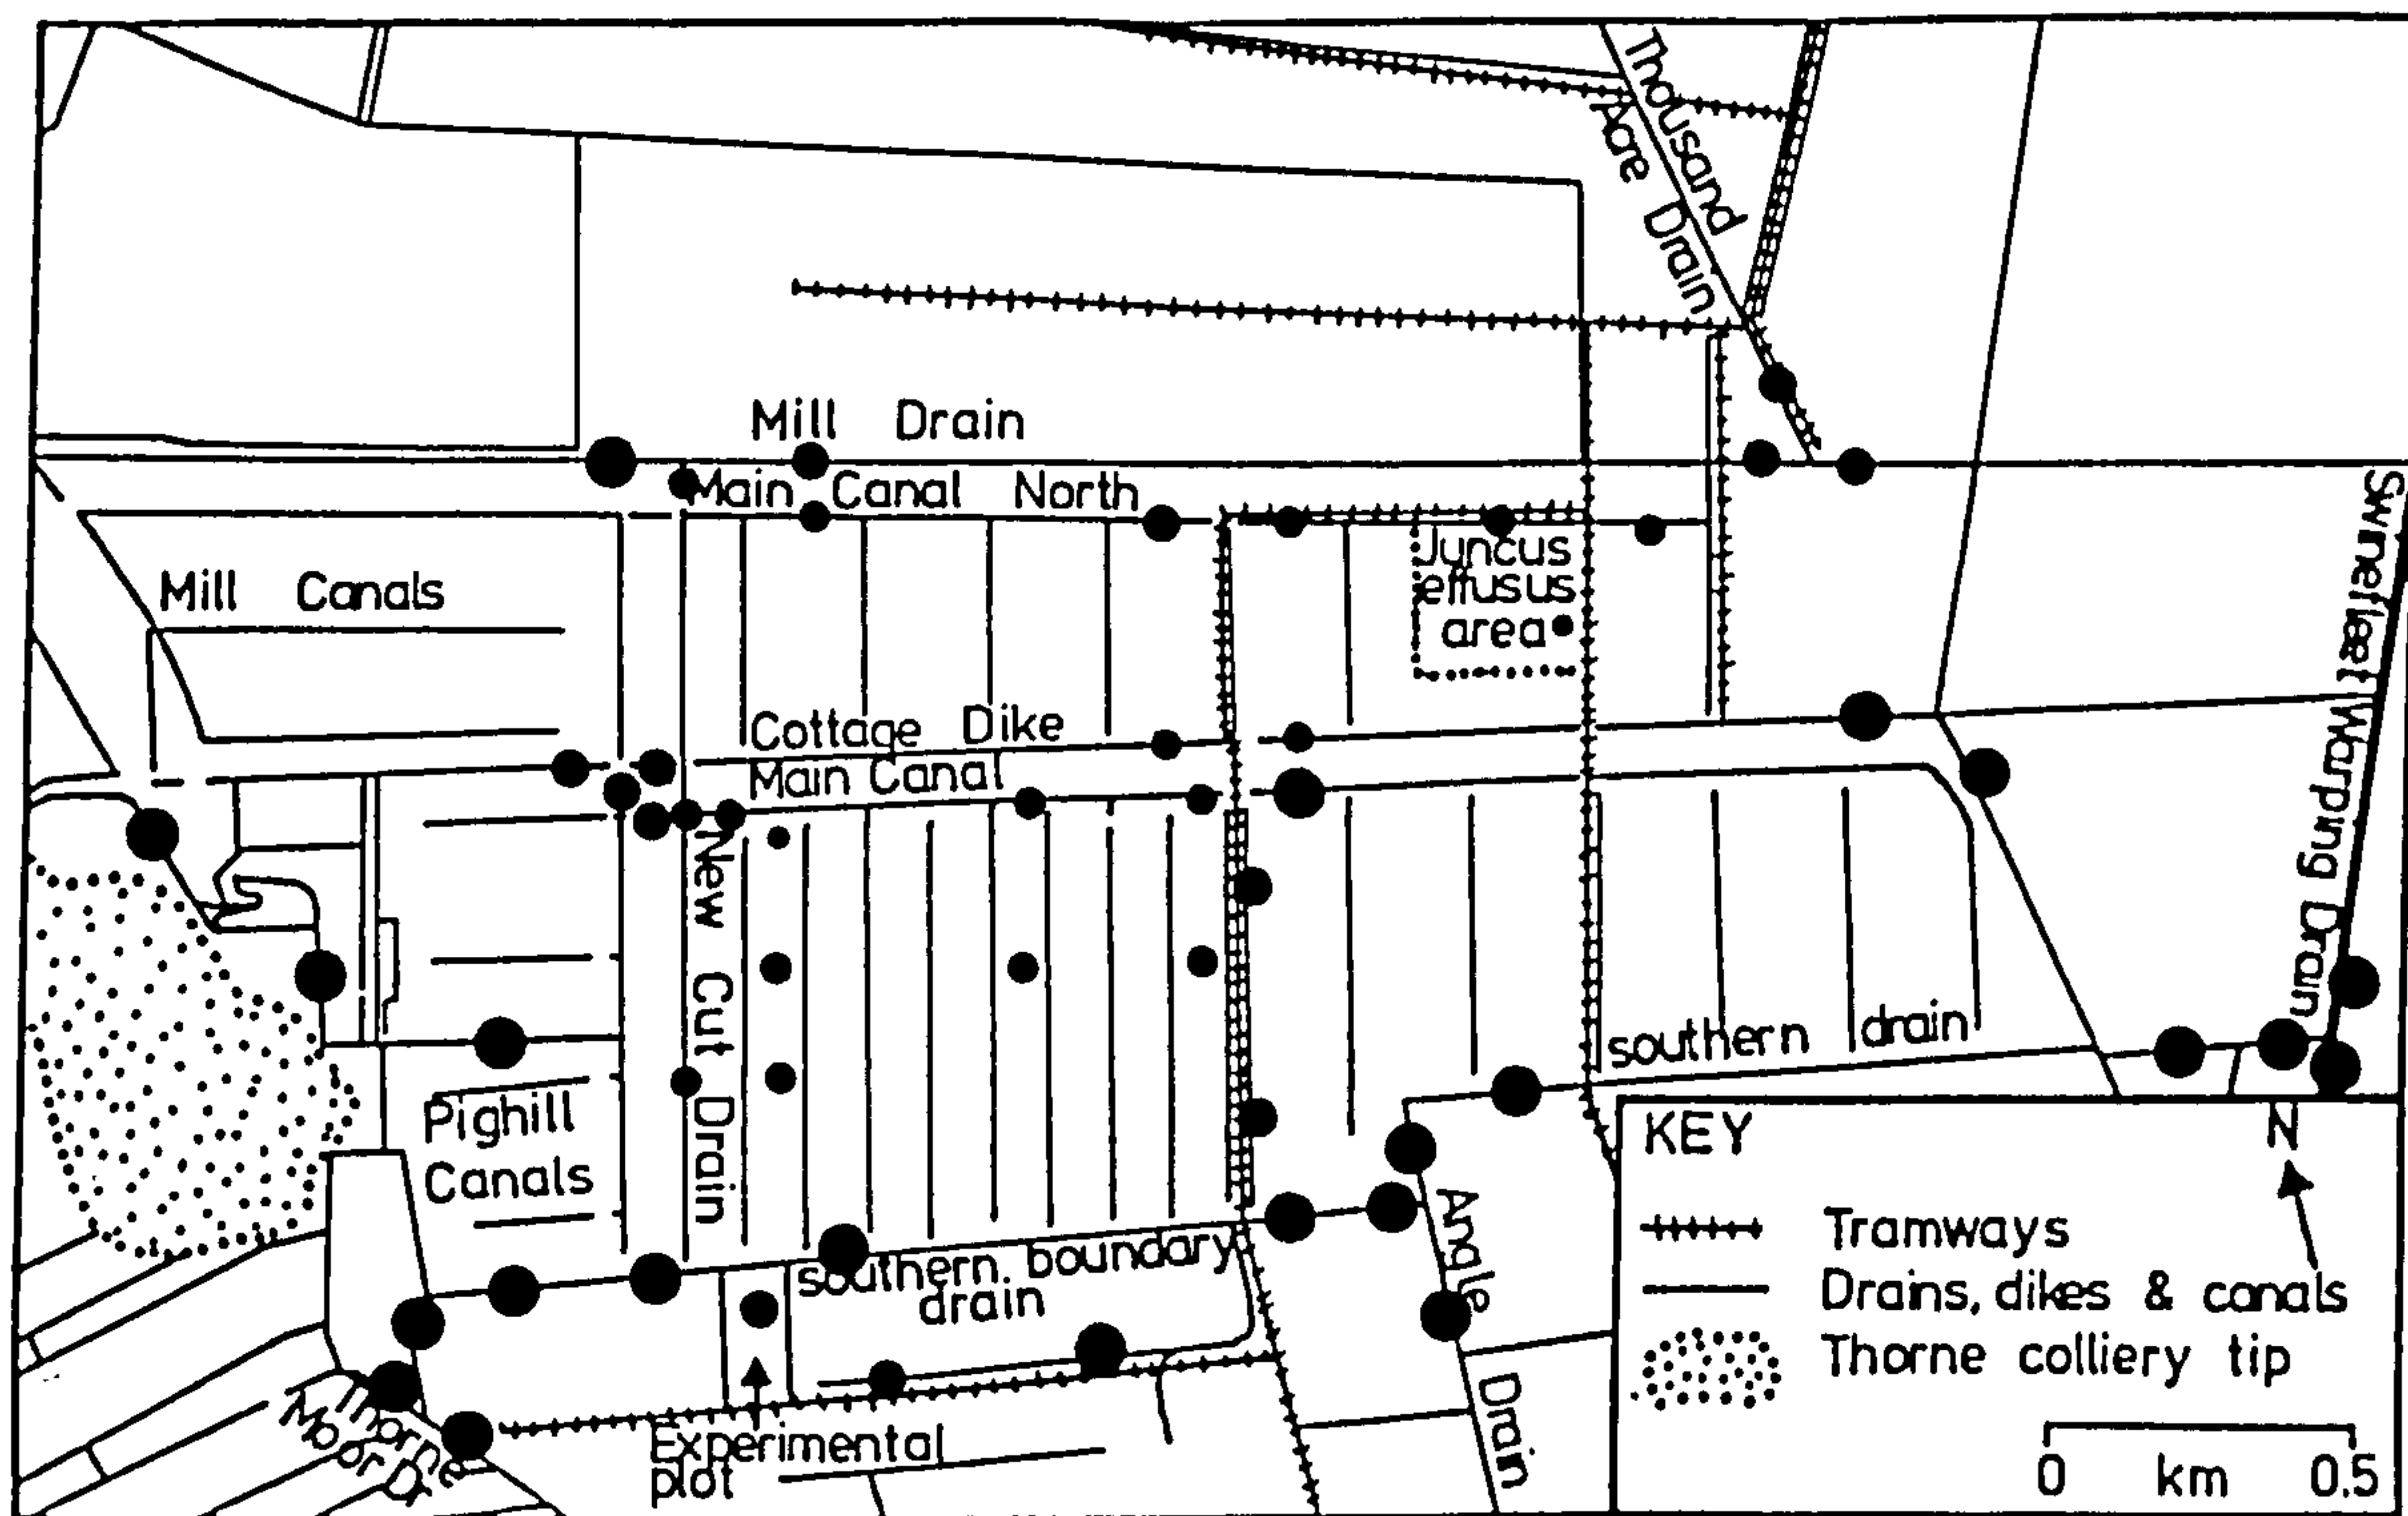 Thousand
Acre Drain
Mill Drain
Main Canal North
Swinefleet Warping Drain
Juncus
effusus
area
Mill Canals
Cottage Dike
Main Canal
New Cut Drain
southern drain
Pighill
Canals
southern boundary
drain
Angle Drain
Thorne
Moor Dr.
Experimental
plot
KEY
N
Tramways
Drains, dikes & canals
Thorne colliery tip
0 km 0.5